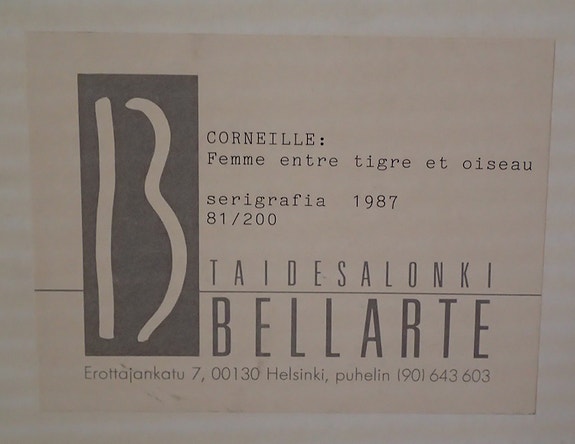 CORNEILLE:
Femme entre tigre et oiseau
serigrafia 1987
81/200
TAIDESALONKI
BELLARTE
Erottajankatu 7, 00130 Helsinki, puhelin (90) 643 603